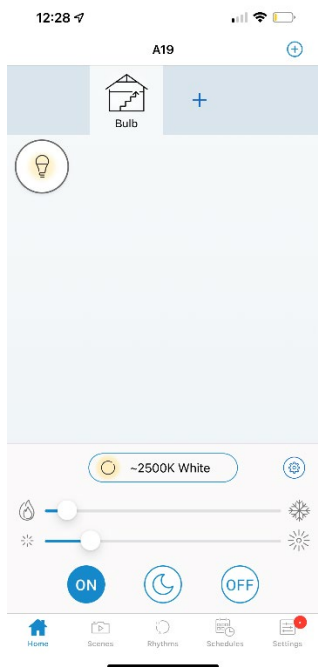 12:28
A19
Bulb
~2500K White
ON
OFF
Home
Scenes
Rhythms
Schedules
Settings